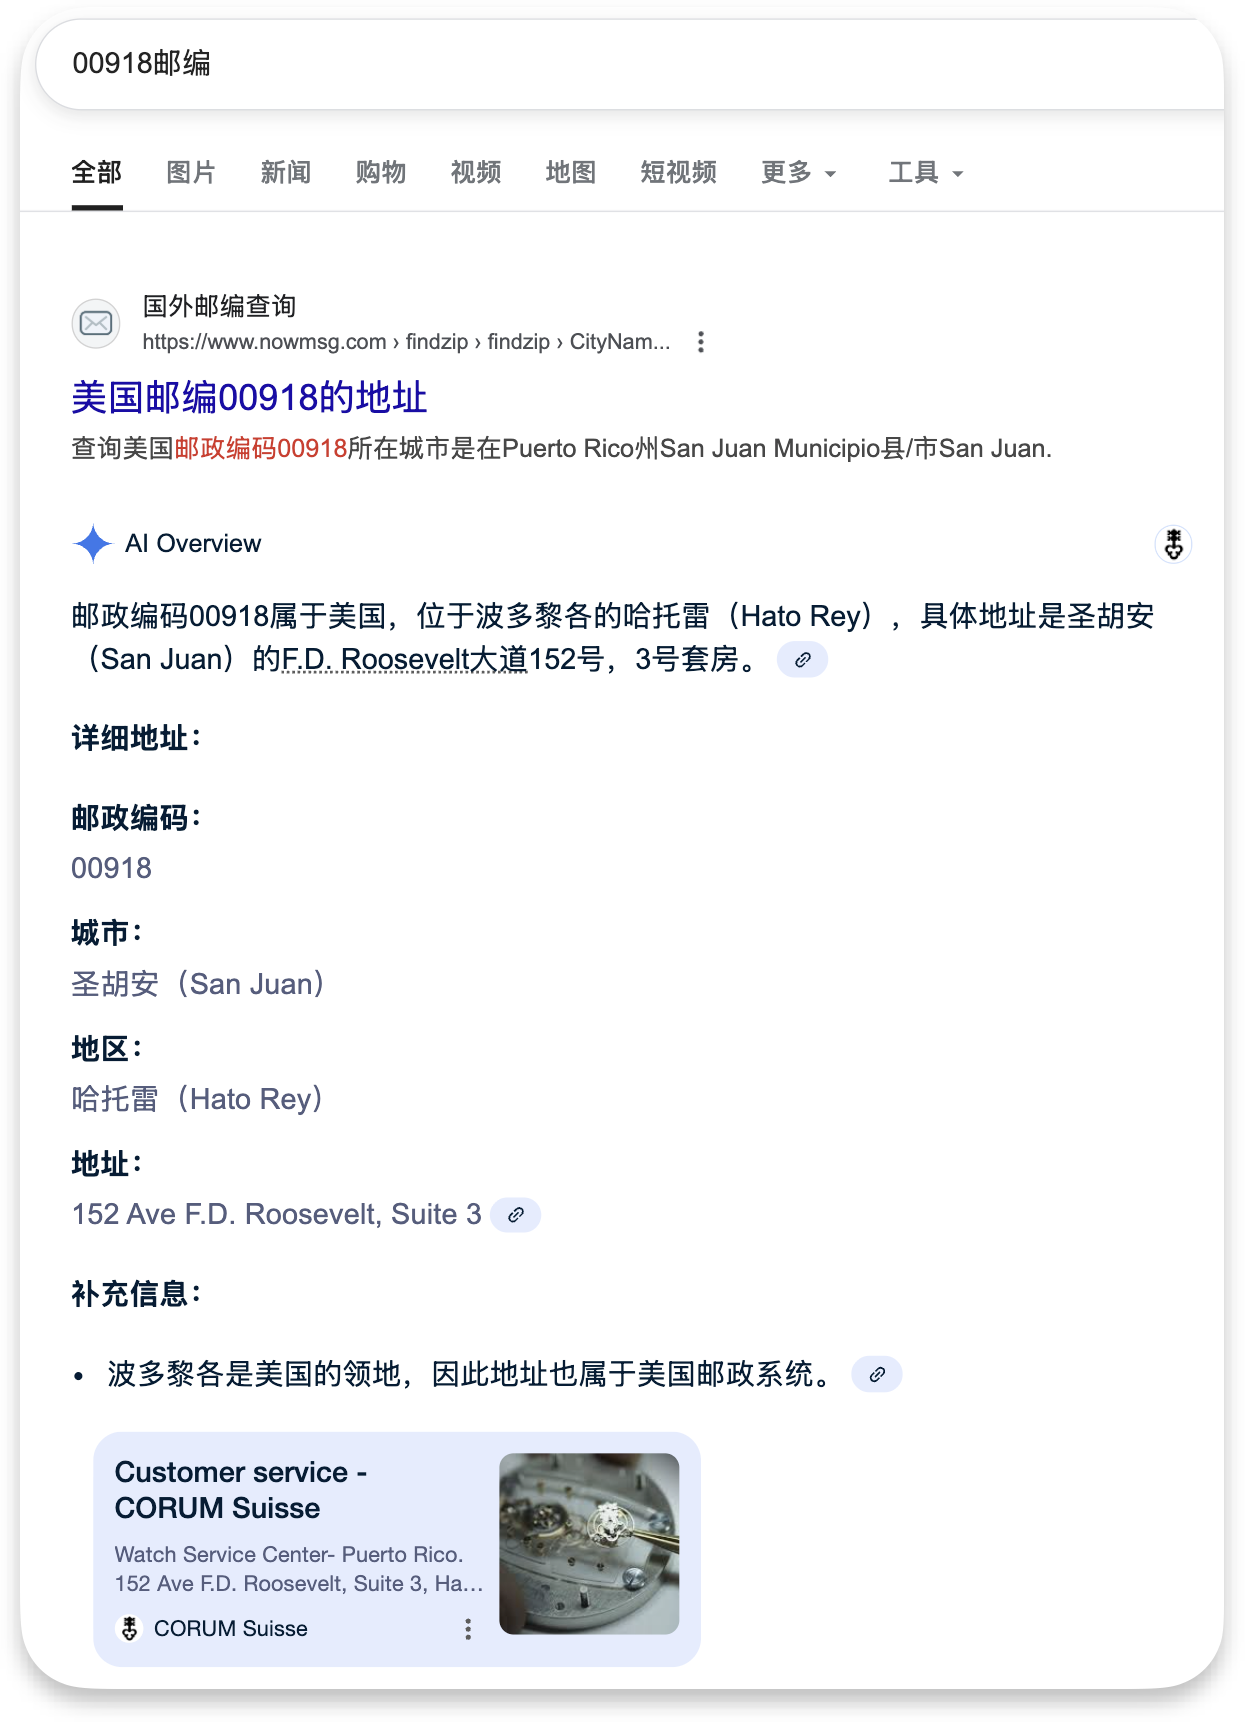 00918邮编
全部 图片 新闻 购物 视频 地图 短视频 更多 工具
国外邮编查询
https://www.nowmsg.com › findzip › findzip › CityNam...
美国邮编00918的地址
查询美国邮政编码00918所在城市是在Puerto Rico州San Juan Municipio县/市San Juan.
AI Overview
邮政编码00918属于美国，位于波多黎各的哈托雷（Hato Rey），具体地址是圣胡安
（San Juan）的F.D. Roosevelt大道152号，3号套房。
详细地址：
邮政编码：
00918
城市：
圣胡安（San Juan）
地区：
哈托雷（Hato Rey）
地址：
152 Ave F.D. Roosevelt, Suite 3
补充信息：
• 波多黎各是美国的领地，因此地址也属于美国邮政系统。
Customer service -
CORUM Suisse
Watch Service Center- Puerto Rico.
152 Ave F.D. Roosevelt, Suite 3, Ha...
CORUM Suisse